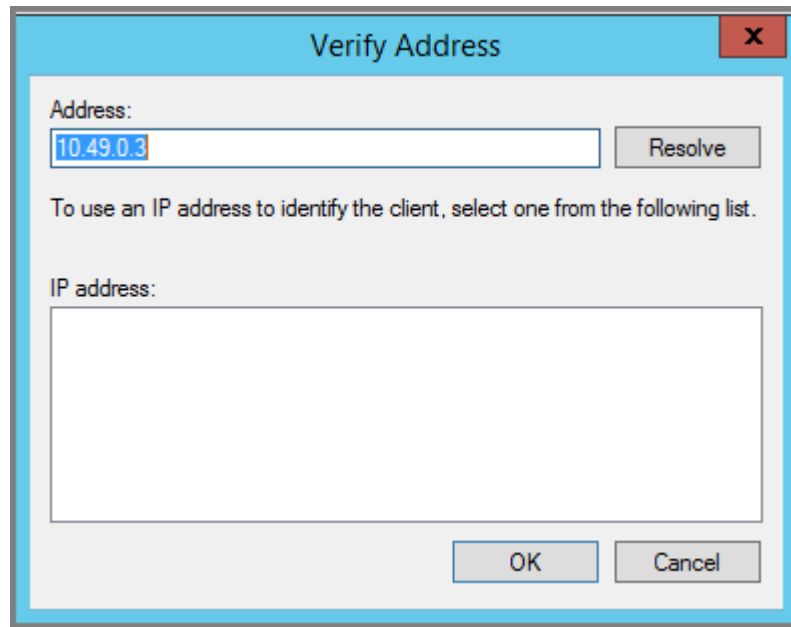 Verify Address
x
Address:
10.49.0.3
Resolve
To use an IP address to identify the client, select one from the following list.
IP address:
OK
Cancel